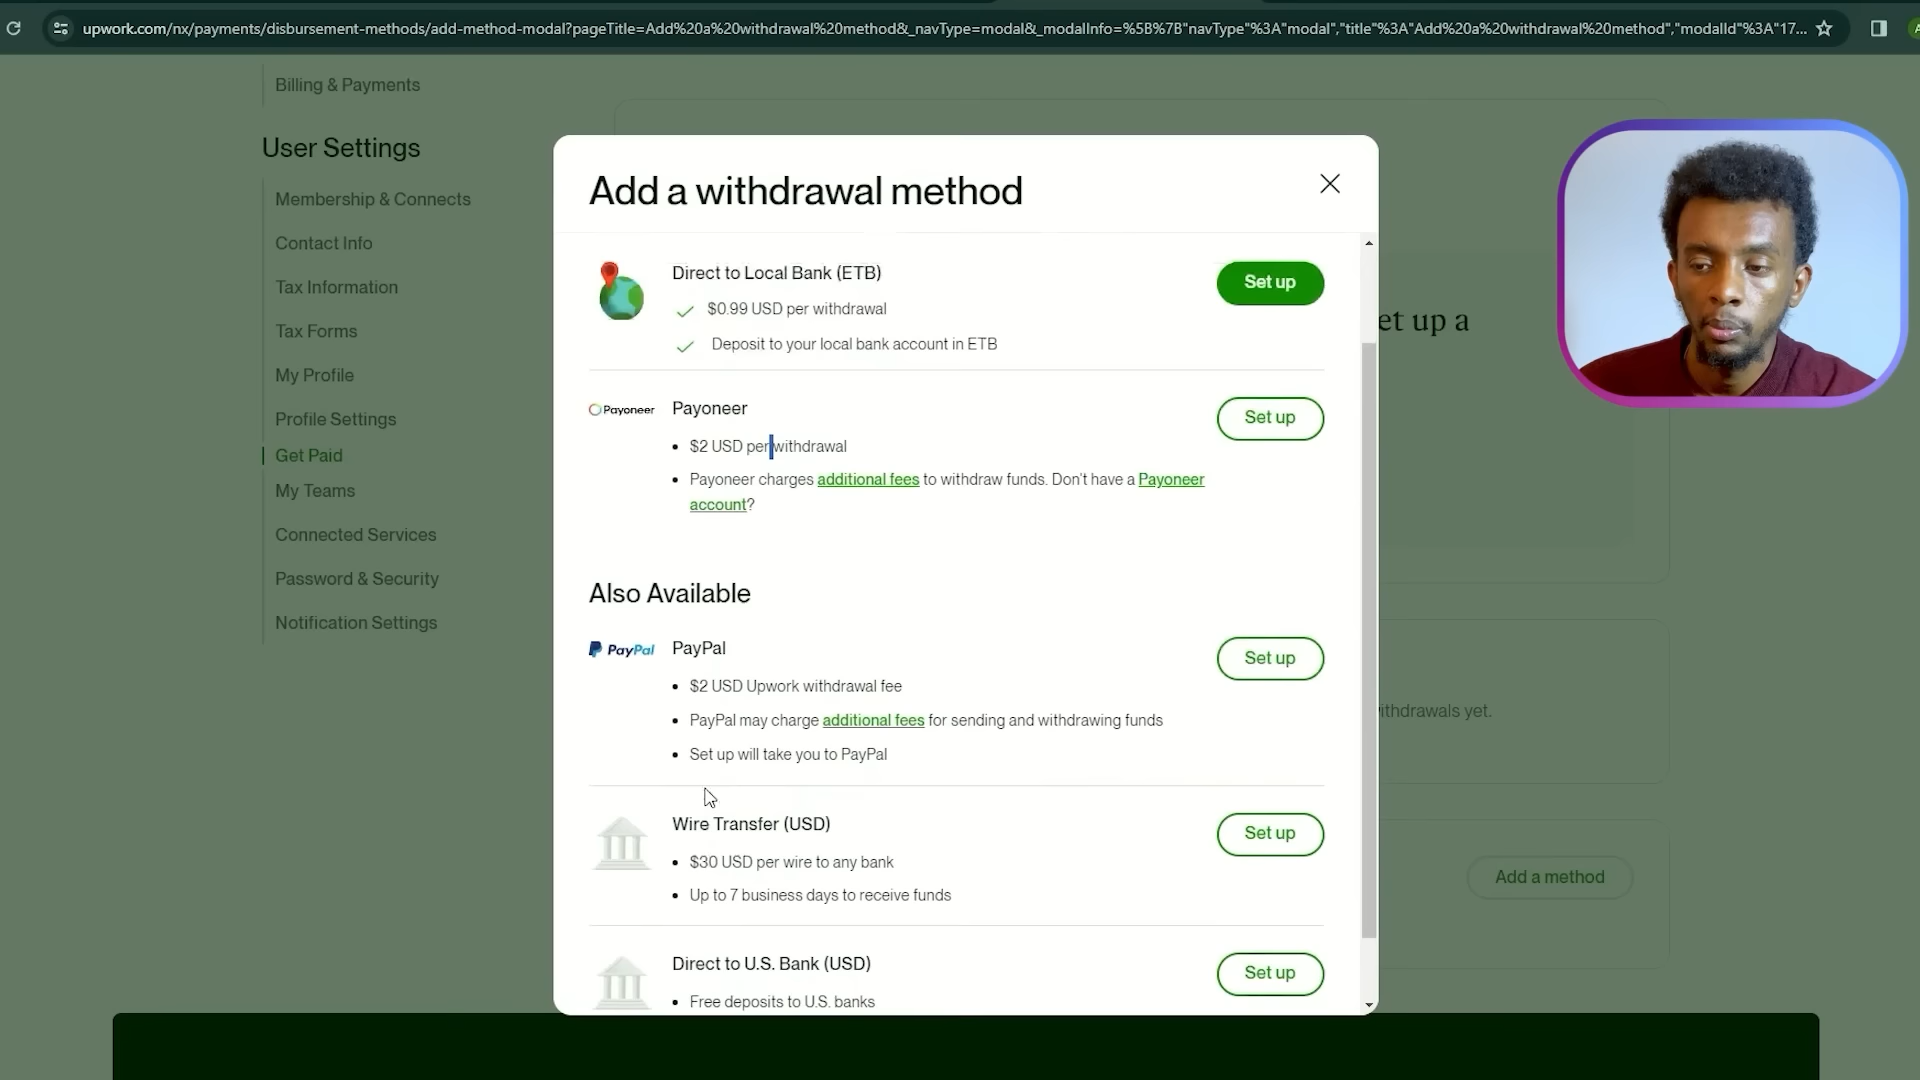 upwork.com/nx/payments/disbursement-methods/add-method-modal?pageTitle=Add%20a%20withdrawal%20method&_navType=modal&_modalInfo=%5B%7B"navType"%3A"modal","title"%3A"Add%20a%20withdrawal%20method","modalId"%3A"17...
Billing & Payments
User Settings
Membership & Connects
Contact Info
Tax Information
Tax Forms
My Profile
Profile Settings
Get Paid
My Teams
Connected Services
Password & Security
Notification Settings
Add a withdrawal method
Direct to Local Bank (ETB)
Set up
$0.99 USD per withdrawal
Deposit to your local bank account in ETB
Payoneer
Payoneer
Set up
• $2 USD per withdrawal
• Payoneer charges additional fees to withdraw funds. Don't have a Payoneer
account?
Also Available
PayPal
PayPal
Set up
• $2 USD Upwork withdrawal fee
• PayPal may charge additional fees for sending and withdrawing funds
• Set up will take you to PayPal
Wire Transfer (USD)
Set up
• $30 USD per wire to any bank
• Up to 7 business days to receive funds
Direct to U.S. Bank (USD)
Set up
• Free deposits to U.S. banks
et up a
ithdrawals yet.
Add a method